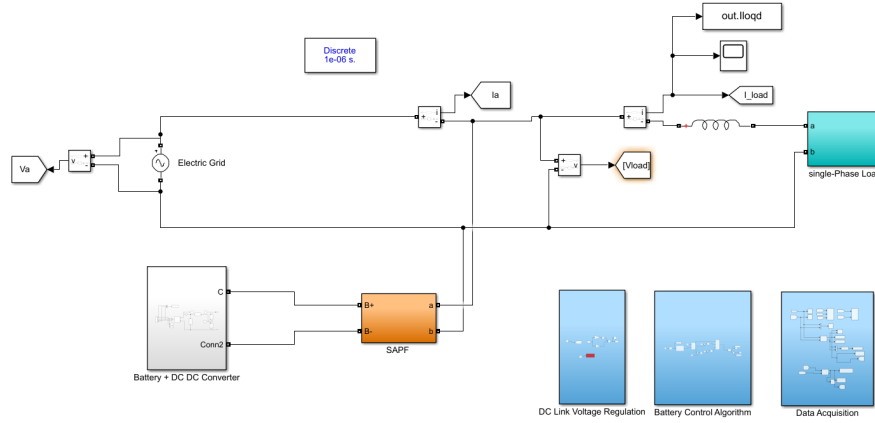 out.Iloqd
Discrete
1e-06 s.
Ia
i
+
-
i
+
-
I_load
Va
v
+
-
+
Electric Grid
+
-
v
[Vload]
a
b
single-Phase Loa
C
Conn2
Battery + DC DC Converter
B+
a
B-
b
SAPF
DC Link Voltage Regulation
Battery Control Algorithm
Data Acquisition